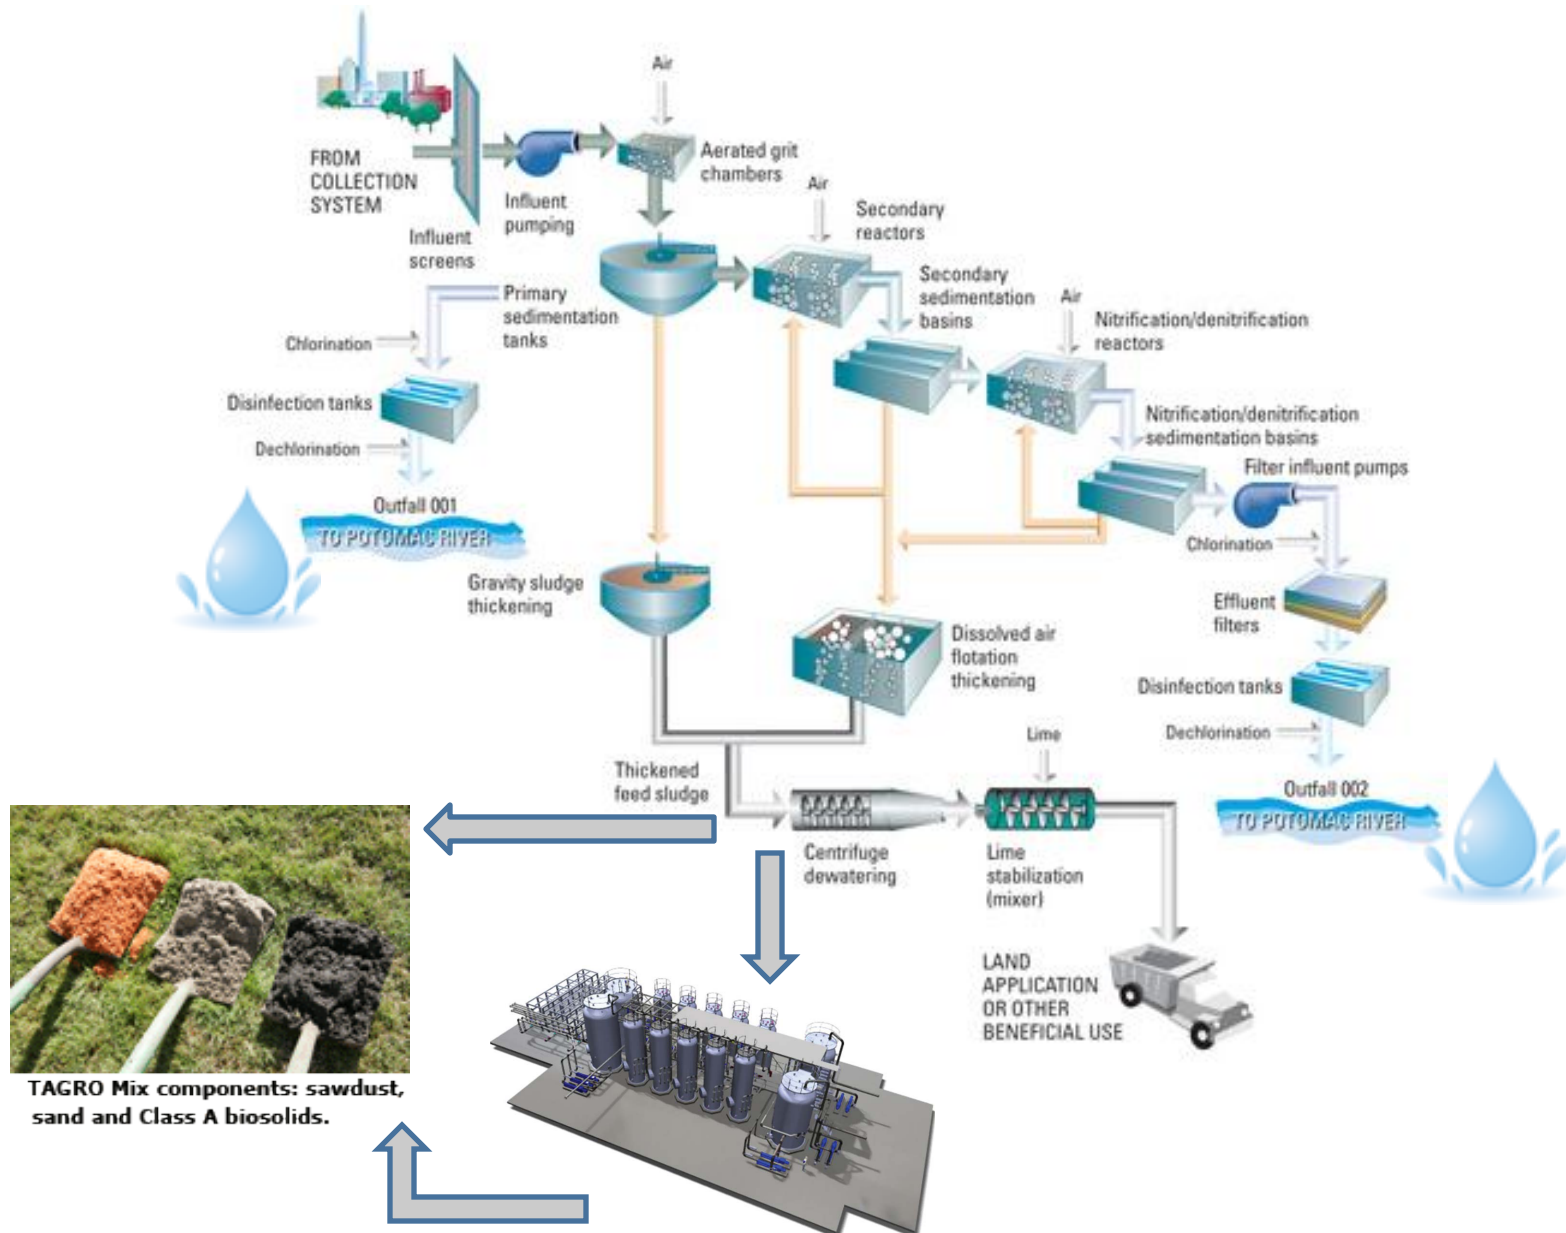 Air
FROM
COLLECTION
SYSTEM
Influent
screens
Influent
pumping
Aerated grit
chambers
Air
Secondary
reactors
Primary
sedimentation
tanks
Secondary
sedimentation
basins
Air
Nitrification/denitrification
reactors
Chlorination
Disinfection tanks
Dechlorination
Outfall 001
TO POTOMAC RIVER
Nitrification/denitrification
sedimentation basins
Filter influent pumps
Chlorination
Effluent
filters
Gravity sludge
thickening
Dissolved air
flotation
thickening
Disinfection tanks
Dechlorination
Outfall 002
TO POTOMAC RIVER
Thickened
feed sludge
Lime
Centrifuge
dewatering
Lime
stabilization
(mixer)
LAND
APPLICATION
OR OTHER
BENEFICIAL USE
TAGRO Mix components: sawdust,
sand and Class A biosolids.